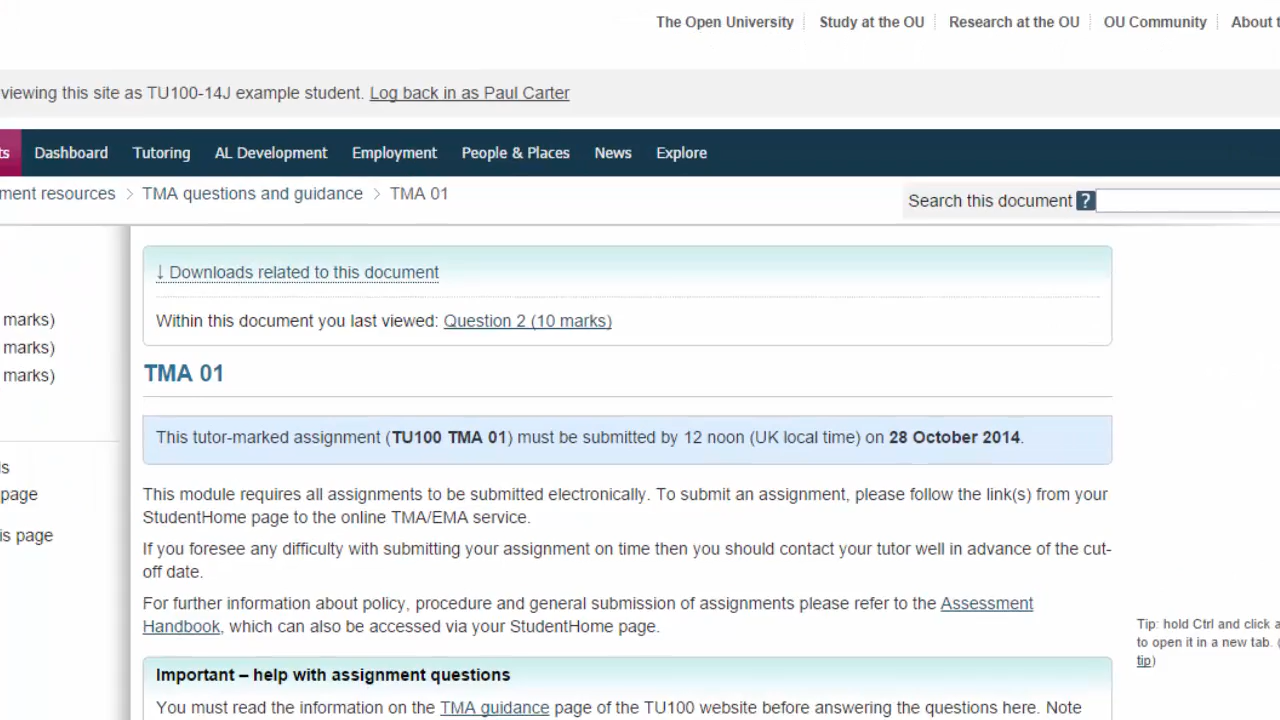 The Open University Study at the OU Research at the OU OU Community About
viewing this site as TU100-14J example student. Log back in as Paul Carter
Dashboard Tutoring AL Development Employment People & Places News Explore
ment resources > TMA questions and guidance > TMA 01
Search this document ?
↓ Downloads related to this document
Within this document you last viewed: Question 2 (10 marks)
marks)
marks)
marks)
TMA 01
This tutor-marked assignment (TU100 TMA 01) must be submitted by 12 noon (UK local time) on 28 October 2014.
page
is page
This module requires all assignments to be submitted electronically. To submit an assignment, please follow the link(s) from your
StudentHome page to the online TMA/EMA service.
If you foresee any difficulty with submitting your assignment on time then you should contact your tutor well in advance of the cut-
off date.
For further information about policy, procedure and general submission of assignments please refer to the Assessment
Handbook, which can also be accessed via your StudentHome page.
Tip: hold Ctrl and click a
to open it in a new tab. (
tip)
Important – help with assignment questions
You must read the information on the TMA guidance page of the TU100 website before answering the questions here. Note